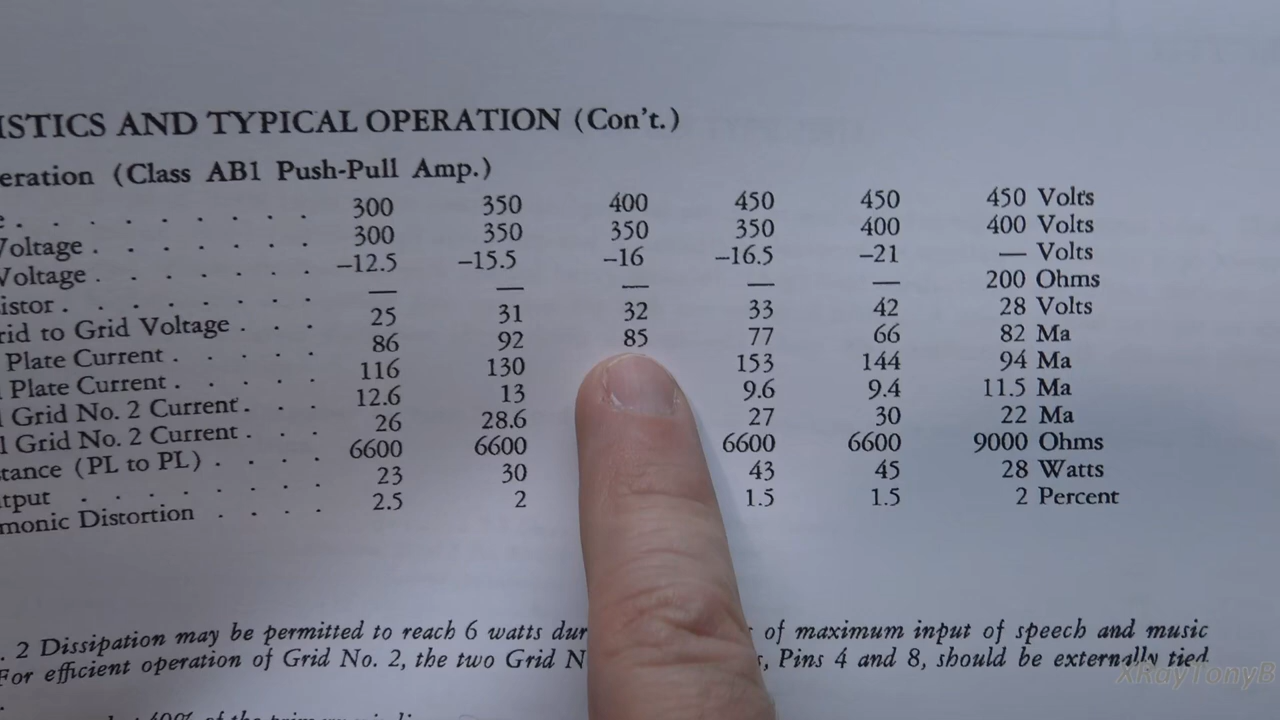 ISTICS AND TYPICAL OPERATION (Con't.)
eration (Class AB1 Push-Pull Amp.)
e . . . . . . . . . . 300 350 400 450 450 450 Volts
Voltage . . . . . . . . 300 350 350 350 400 400 Volts
Voltage . . . . . . . . –12.5 –15.5 –16 –16.5 –21 — Volts
istor . . . . . . . . . — — — — — 200 Ohms
rid to Grid Voltage . . . 25 31 32 33 42 28 Volts
Plate Current . . . . . . 86 92 85 77 66 82 Ma
l Plate Current . . . . . 116 130 153 144 94 Ma
l Grid No. 2 Current . . . 12.6 13 9.6 9.4 11.5 Ma
l Grid No. 2 Current . . . 26 28.6 27 30 22 Ma
stance (PL to PL) . . . . 6600 6600 6600 6600 9000 Ohms
tput . . . . . . . . . 23 30 43 45 28 Watts
monic Distortion . . . . 2.5 2 1.5 1.5 2 Percent
. 2 Dissipation may be permitted to reach 6 watts dur of maximum input of speech and music
For efficient operation of Grid No. 2, the two Grid N s, Pins 4 and 8, should be externally tied
XRayTonyB